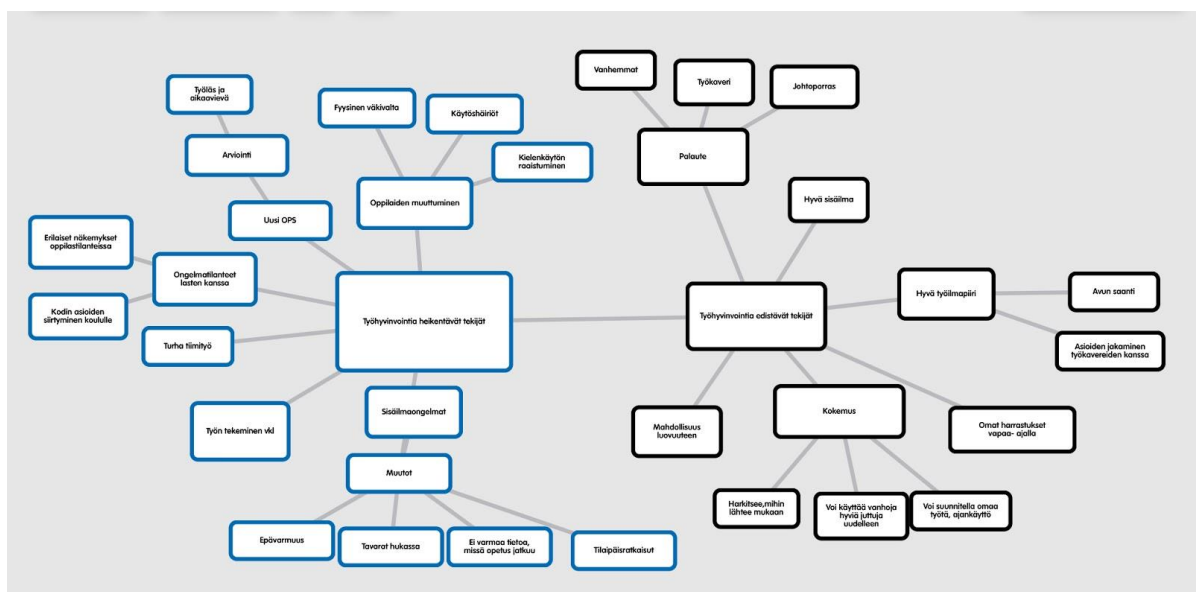 Työläs ja
aikaavievä
Arviointi
Uusi OPS
Fyysinen väkivalta
Käytöshäiriöt
Kielenkäytön
raaistuminen
Oppilaiden muuttuminen
Erilaiset näkemykset
oppilastilanteissa
Ongelmatilanteet
lasten kanssa
Kodin asioiden
siirtyminen koululle
Turha tiimityö
Työhyvinvointia heikentävät tekijät
Työn tekeminen vkl
Sisäilmaongelmat
Muutot
Epävarmuus
Tavarat hukassa
Ei varmaa tietoa,
missä opetus jatkuu
Tilaipäisratkaisut
Vanhemmat
Työkaveri
Johtoporras
Palaute
Hyvä sisäilma
Työhyvinvointia edistävät tekijät
Hyvä työilmapiiri
Avun saanti
Asioiden jakaminen
työkavereiden kanssa
Mahdollisuus
luovuuteen
Kokemus
Omat harrastukset
vapaa- ajalla
Harkitsee,mihin
lähtee mukaan
Voi käyttää vanhoja
hyviä juttuja
uudelleen
Voi suunnitella omaa
työtä, ajankäyttö